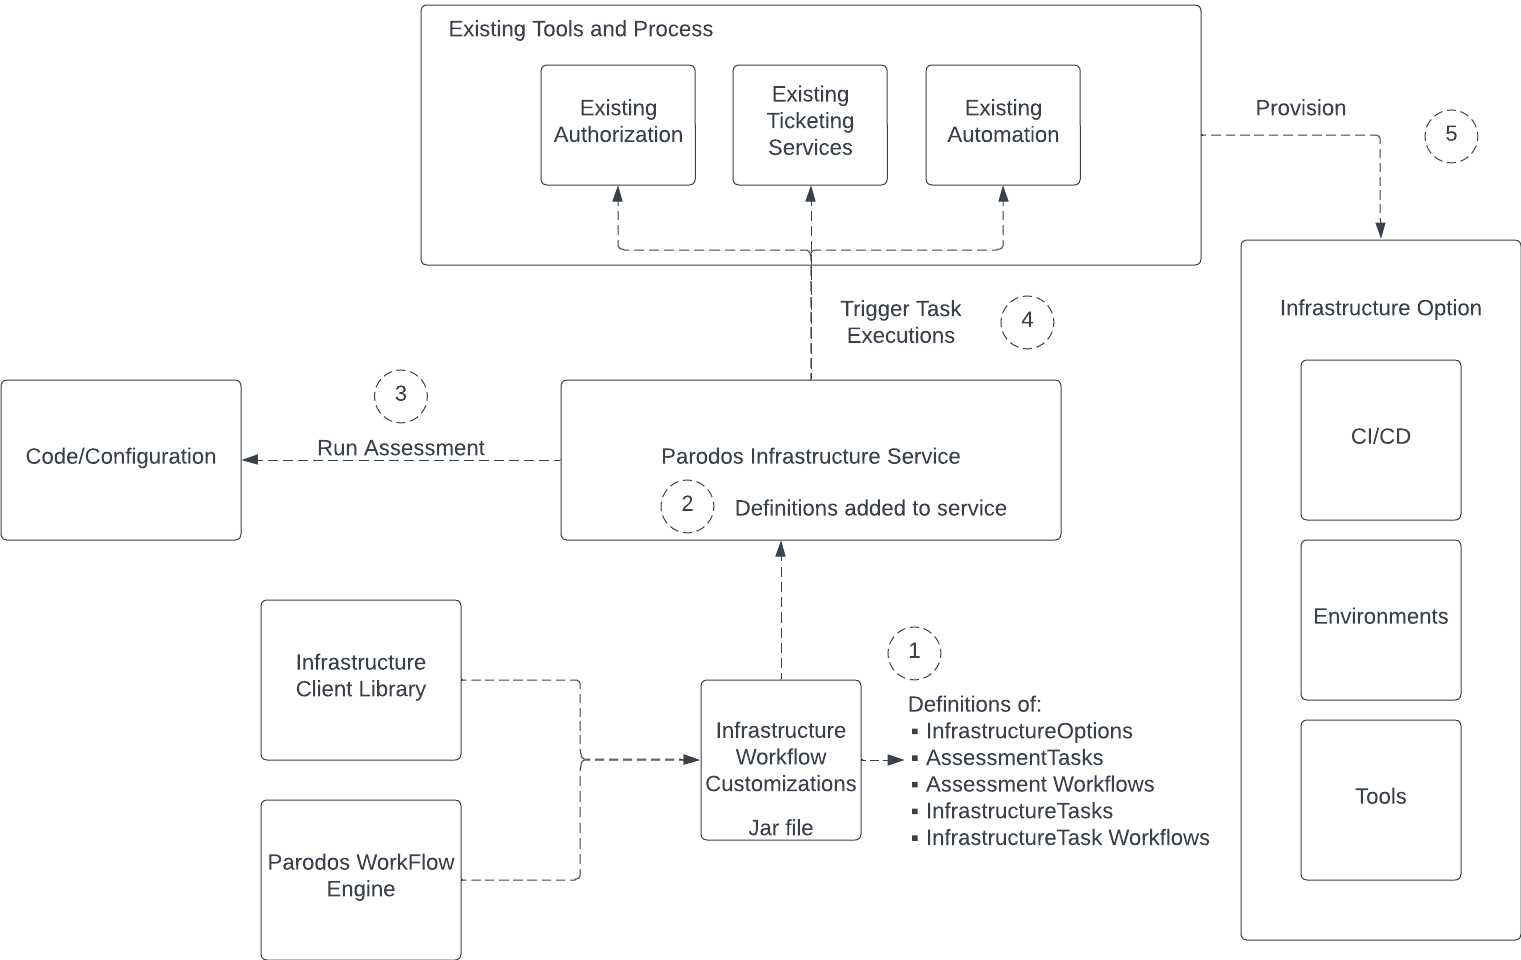 Existing Tools and Process
Existing
Authorization
Existing
Ticketing
Services
Existing
Automation
Provision
5
Trigger Task
Executions
4
Infrastructure Option
CI/CD
Environments
Tools
3
Run Assessment
Code/Configuration
Parodos Infrastructure Service
2
Definitions added to service
Infrastructure
Client Library
Parodos WorkFlow
Engine
Infrastructure
Workflow
Customizations
Jar file
1
Definitions of:
▪ InfrastructureOptions
▪ AssessmentTasks
▪ Assessment Workflows
▪ InfrastructureTasks
▪ InfrastructureTask Workflows